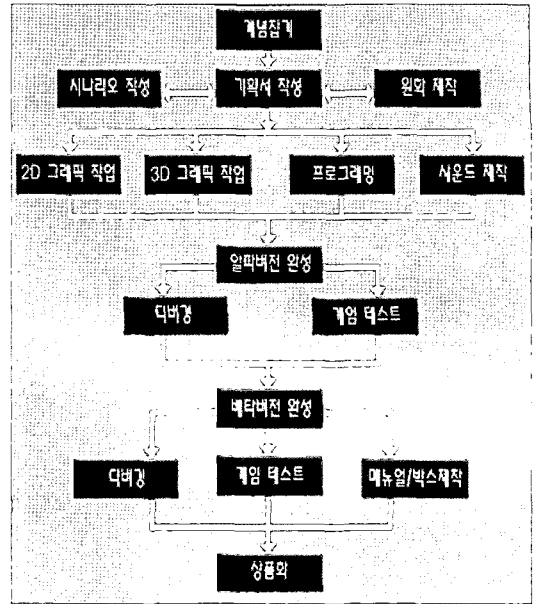 개념잡기
시나리오 작성
기획서 작성
원화 제작
2D 그래픽 작업
3D 그래픽 작업
프로그래밍
사운드 제작
알파버전 완성
디버깅
게임 테스트
베타버전 완성
디버깅
게임 테스트
메뉴얼/박스제작
상품화